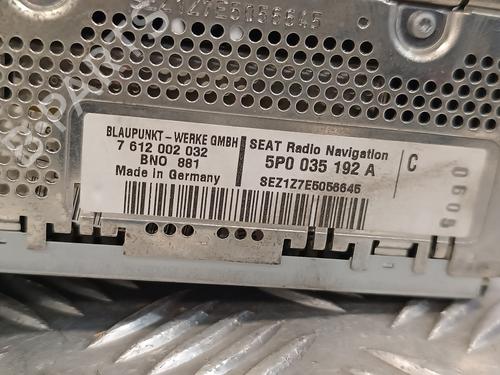 SEZ1Z7E5056645
BLAUPUNKT - WERKE GMBH
7 612 002 032
BNO 881
Made in Germany
SEAT Radio Navigation
5P0 035 192 A
SEZ1Z7E5056645
C